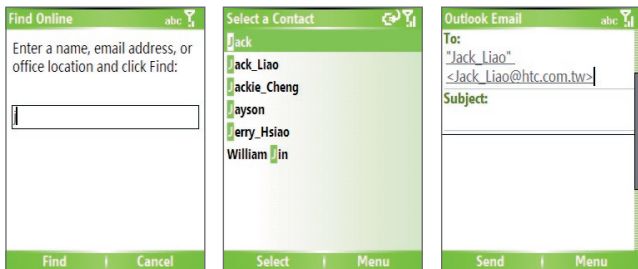 Find Online
abc
Enter a name, email address, or
office location and click Find:
j
Find
Cancel
Select a Contact
Jack
Jack_Liao
Jackie_Cheng
Jayson
Jerry_Hsiao
William Jin
Select
Menu
Outlook Email
abc
To:
"Jack_Liao"
<Jack_Liao@htc.com.tw>
Subject:
Send
Menu